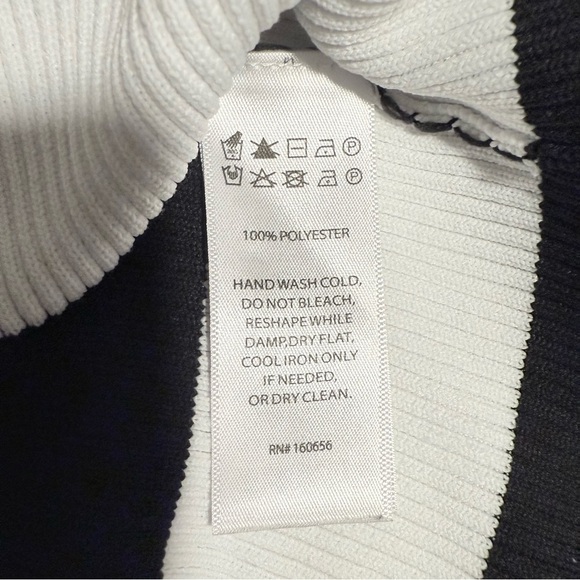 P
P
100% POLYESTER
HAND WASH COLD,
DO NOT BLEACH,
RESHAPE WHILE
DAMP,DRY FLAT,
COOL IRON ONLY
IF NEEDED,
OR DRY CLEAN.
RN# 160656